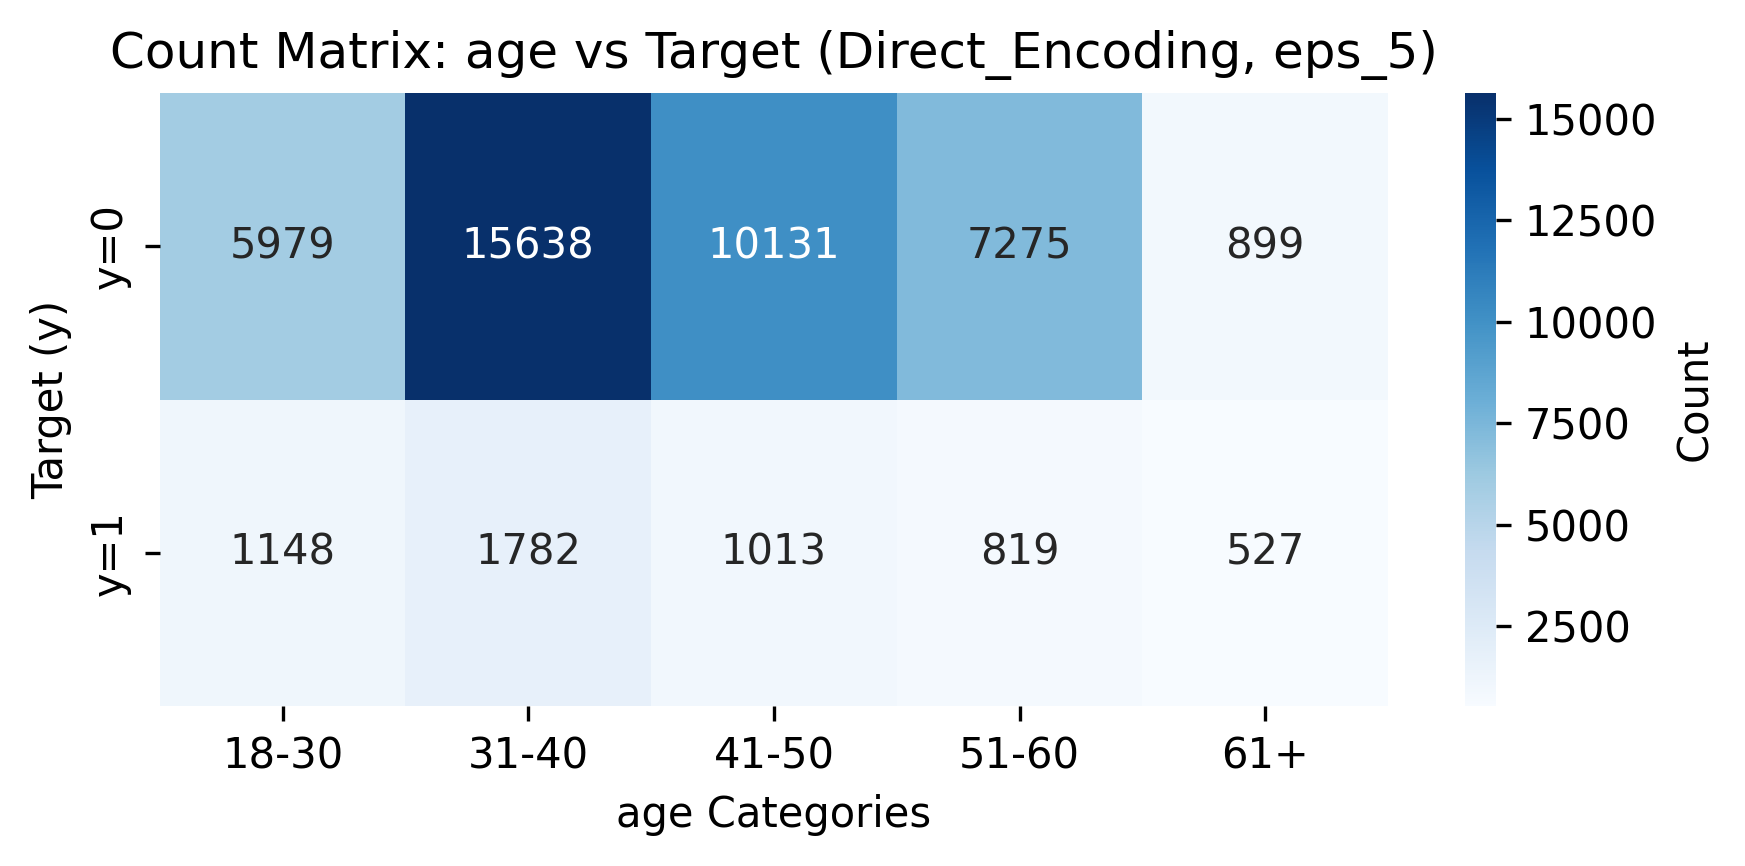 Count Matrix: age vs Target (Direct_Encoding, eps_5)
Target (y)
y=0
5979 15638 10131 7275 899
y=1
1148 1782 1013 819 527
18-30 31-40 41-50 51-60 61+
age Categories
15000
12500
10000
7500
5000
2500
Count